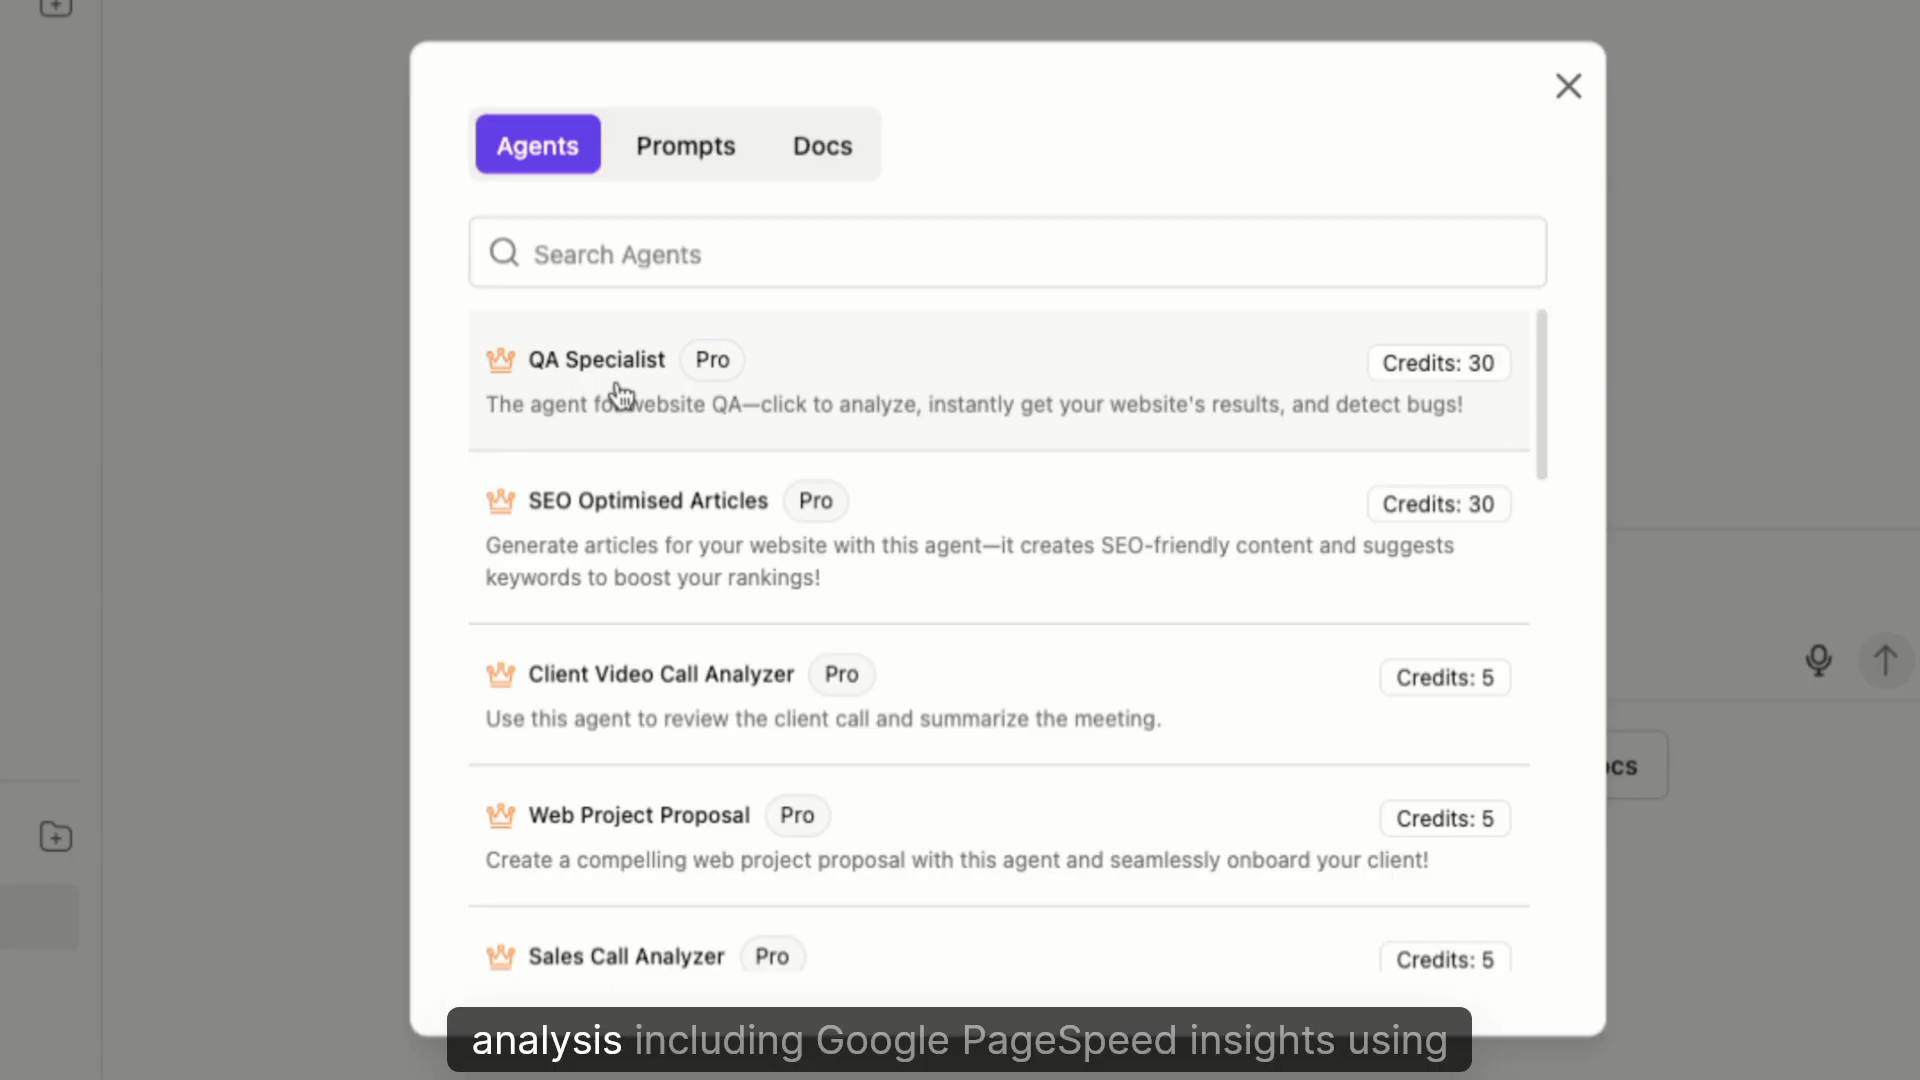 Agents
Prompts
Docs
Search Agents
QA Specialist
Pro
Credits: 30
The agent for website QA—click to analyze, instantly get your website's results, and detect bugs!
SEO Optimised Articles
Pro
Credits: 30
Generate articles for your website with this agent—it creates SEO-friendly content and suggests
keywords to boost your rankings!
Client Video Call Analyzer
Pro
Credits: 5
Use this agent to review the client call and summarize the meeting.
Web Project Proposal
Pro
Credits: 5
Create a compelling web project proposal with this agent and seamlessly onboard your client!
Sales Call Analyzer
Pro
Credits: 5
analysis including Google PageSpeed insights using